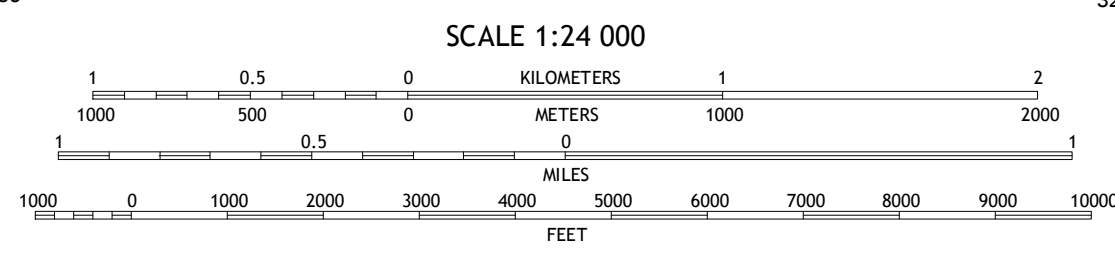 SCALE 1:24 000
1 0.5 0 KILOMETERS 1 2
1000 500 0 METERS 1000 2000
1 0.5 0 1
MILES
1000 0 1000 2000 3000 4000 5000 6000 7000 8000 9000 10000
FEET